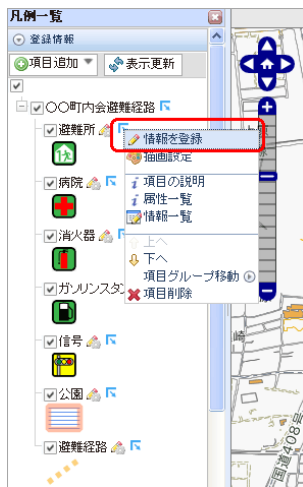 凡例一覧
登録情報
項目追加 表示更新
〇〇町内会避難経路
避難所
情報を登録
描画設定
病院
項目の説明
属性一覧
情報一覧
消火器
上へ
下へ
ガソリンスタン
項目グループ移動
項目削除
信号
公園
避難経路
国道408号